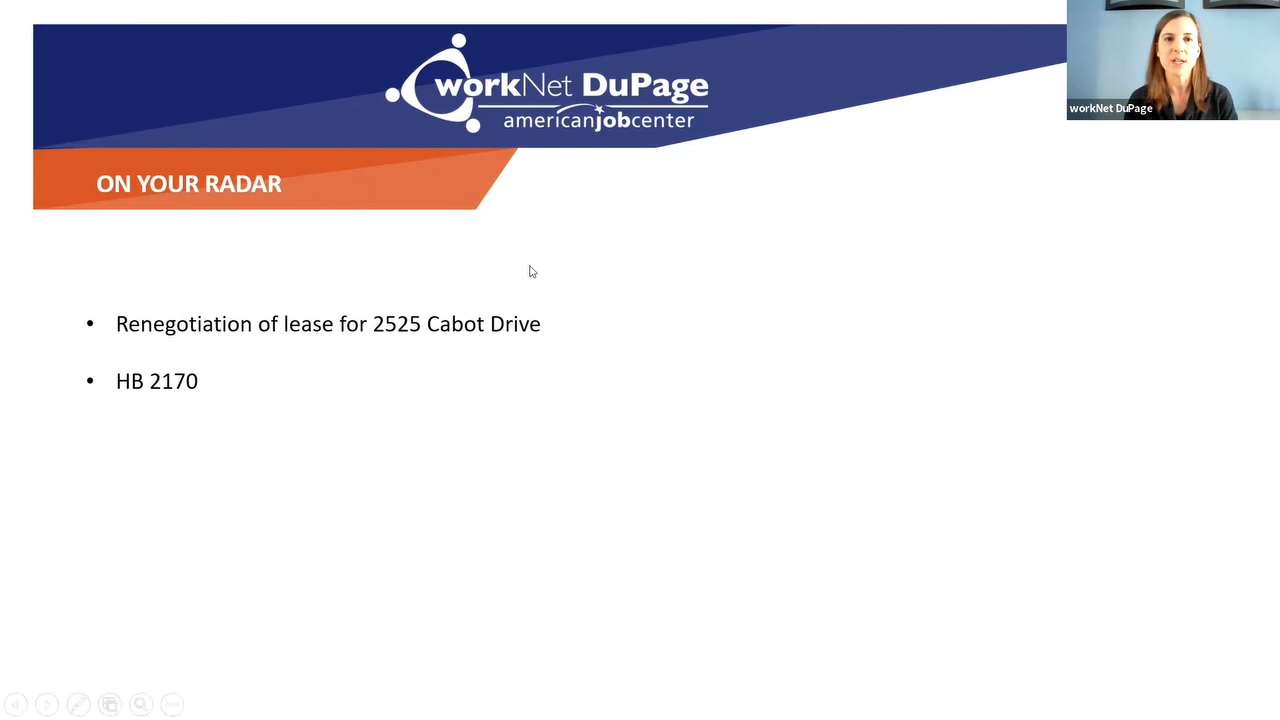 workNet DuPage
americanjobcenter
worknet DuPage
ON YOUR RADAR
• Renegotiation of lease for 2525 Cabot Drive
• HB 2170